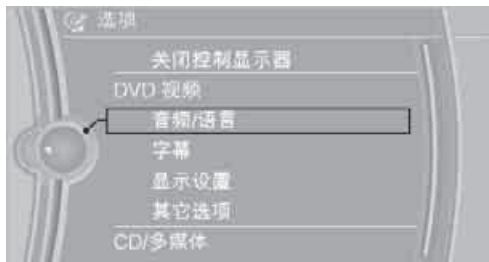 选项
关闭控制显示器
DVD 视频
音频/语言
字幕
显示设置
其它选项
CD/多媒体